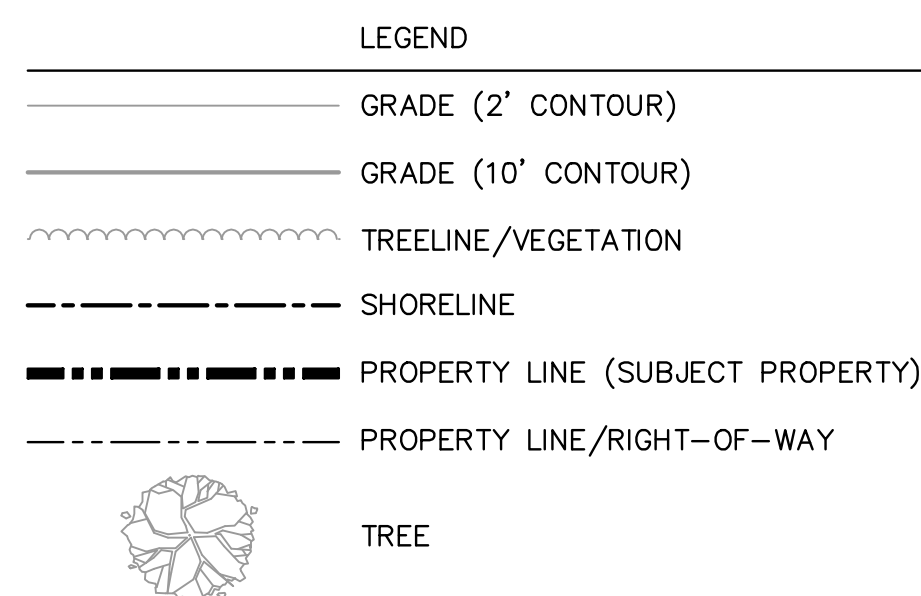 LEGEND
GRADE (2' CONTOUR)
GRADE (10' CONTOUR)
TREELINE/VEGETATION
SHORELINE
PROPERTY LINE (SUBJECT PROPERTY)
PROPERTY LINE/RIGHT-OF-WAY
TREE